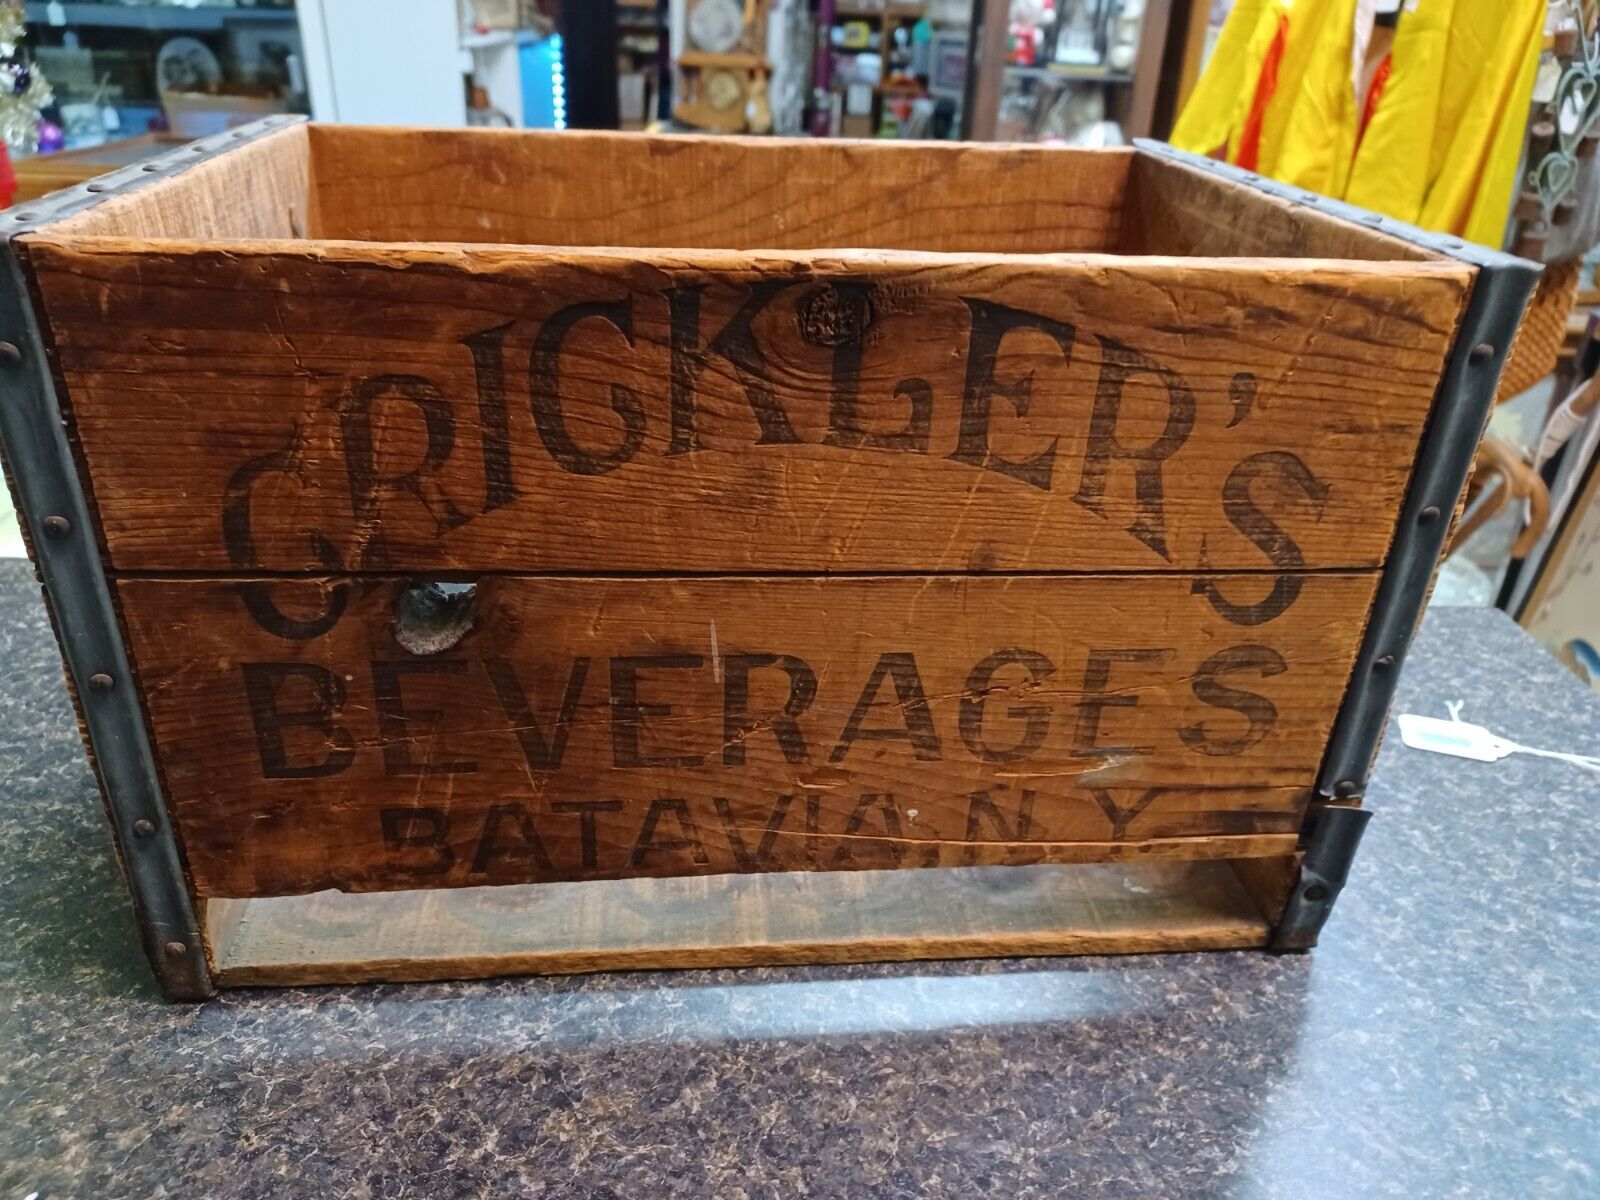 CRICKLER'S
BEVERAGES
BATAVIA, N.Y.